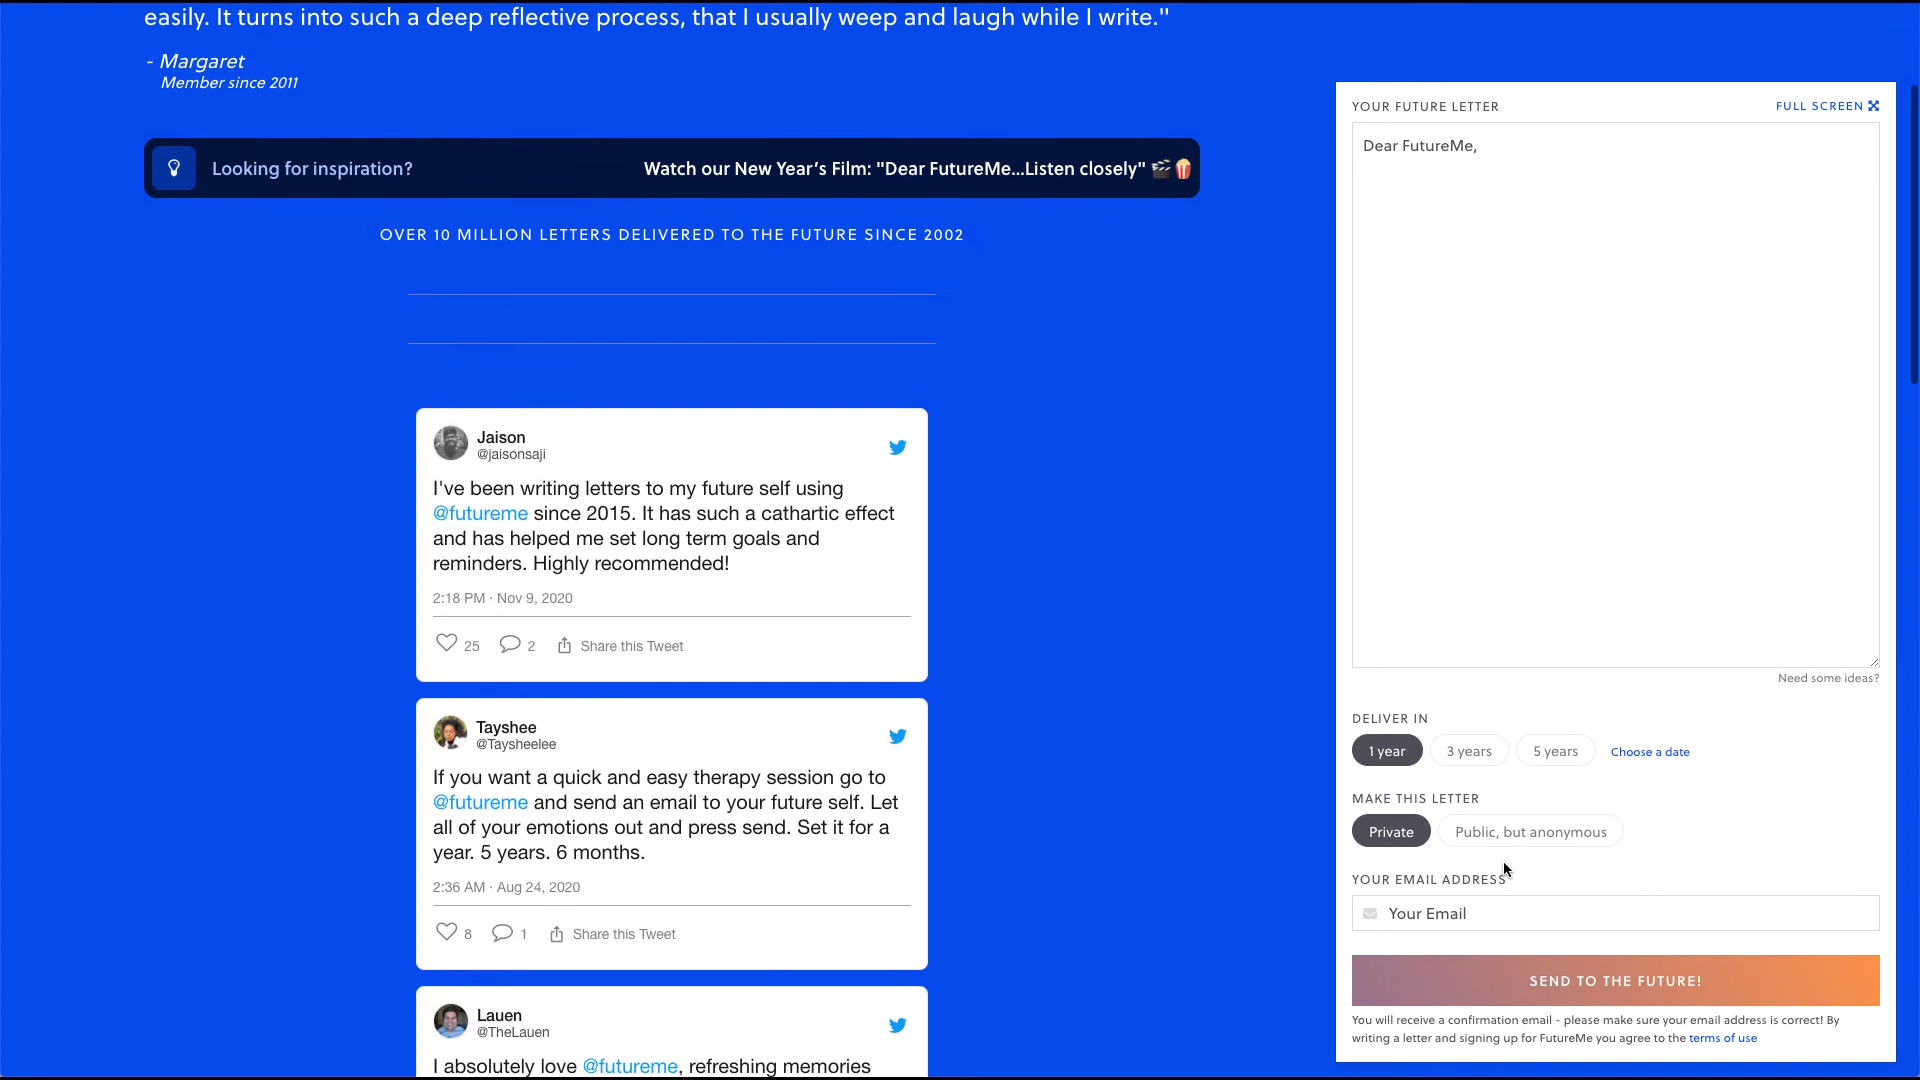 easily. It turns into such a deep reflective process, that I usually weep and laugh while I write."
- Margaret
Member since 2011
Looking for inspiration?
Watch our New Year’s Film: "Dear FutureMe...Listen closely" 🎬🍿
OVER 10 MILLION LETTERS DELIVERED TO THE FUTURE SINCE 2002
Jaison
@jaisonsaji
I've been writing letters to my future self using
@futureme since 2015. It has such a cathartic effect
and has helped me set long term goals and
reminders. Highly recommended!
2:18 PM · Nov 9, 2020
25
2
Share this Tweet
Tayshee
@Taysheelee
If you want a quick and easy therapy session go to
@futureme and send an email to your future self. Let
all of your emotions out and press send. Set it for a
year. 5 years. 6 months.
2:36 AM · Aug 24, 2020
8
1
Share this Tweet
Lauen
@TheLauen
I absolutely love @futureme, refreshing memories
YOUR FUTURE LETTER
FULL SCREEN
Dear FutureMe,
Need some ideas?
DELIVER IN
1 year
3 years
5 years
Choose a date
MAKE THIS LETTER
Private
Public, but anonymous
YOUR EMAIL ADDRESS
Your Email
SEND TO THE FUTURE!
You will receive a confirmation email - please make sure your email address is correct! By
writing a letter and signing up for FutureMe you agree to the terms of use